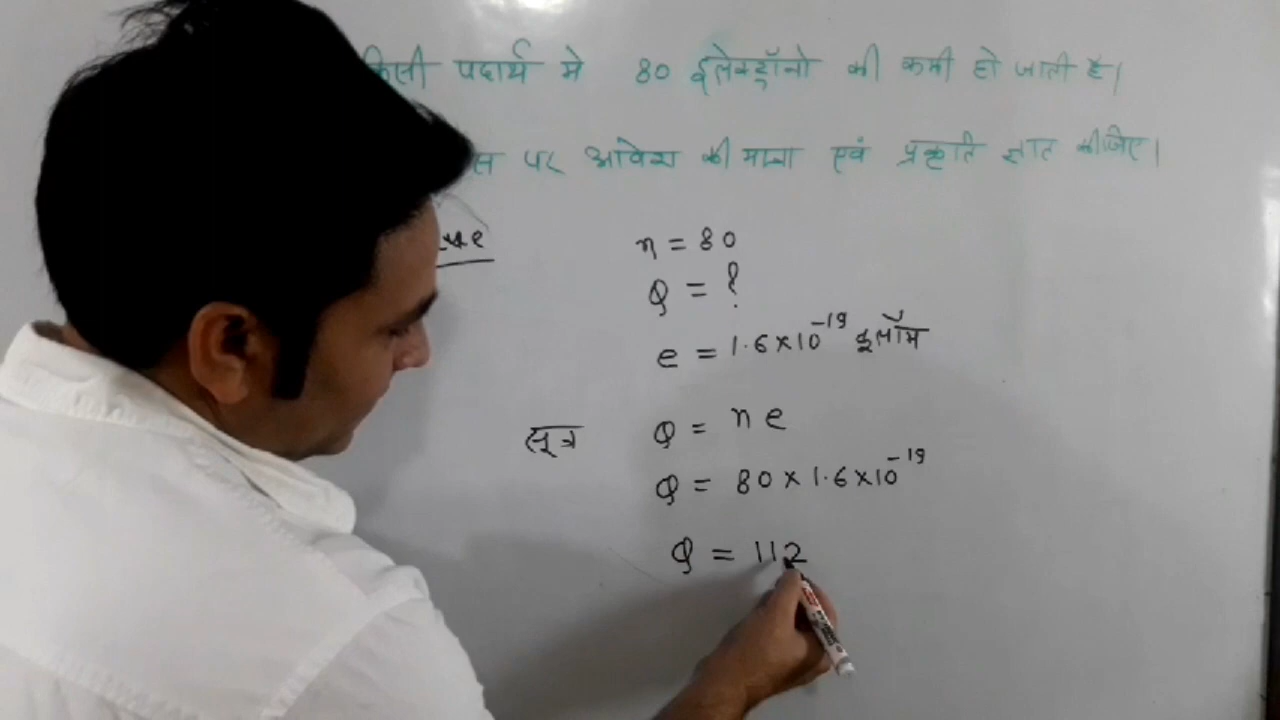 किसी पदार्थ मे 80 इलेक्ट्रॉनो की कमी हो जाती है।
पर आवेश की मात्रा एवं प्रकृति ज्ञात कीजिए।
n = 80
Q = ?
e = 1.6×10⁻¹⁹ कूलॉम
सूत्र Q = ne
Q = 80 × 1.6×10⁻¹⁹
Q = 112